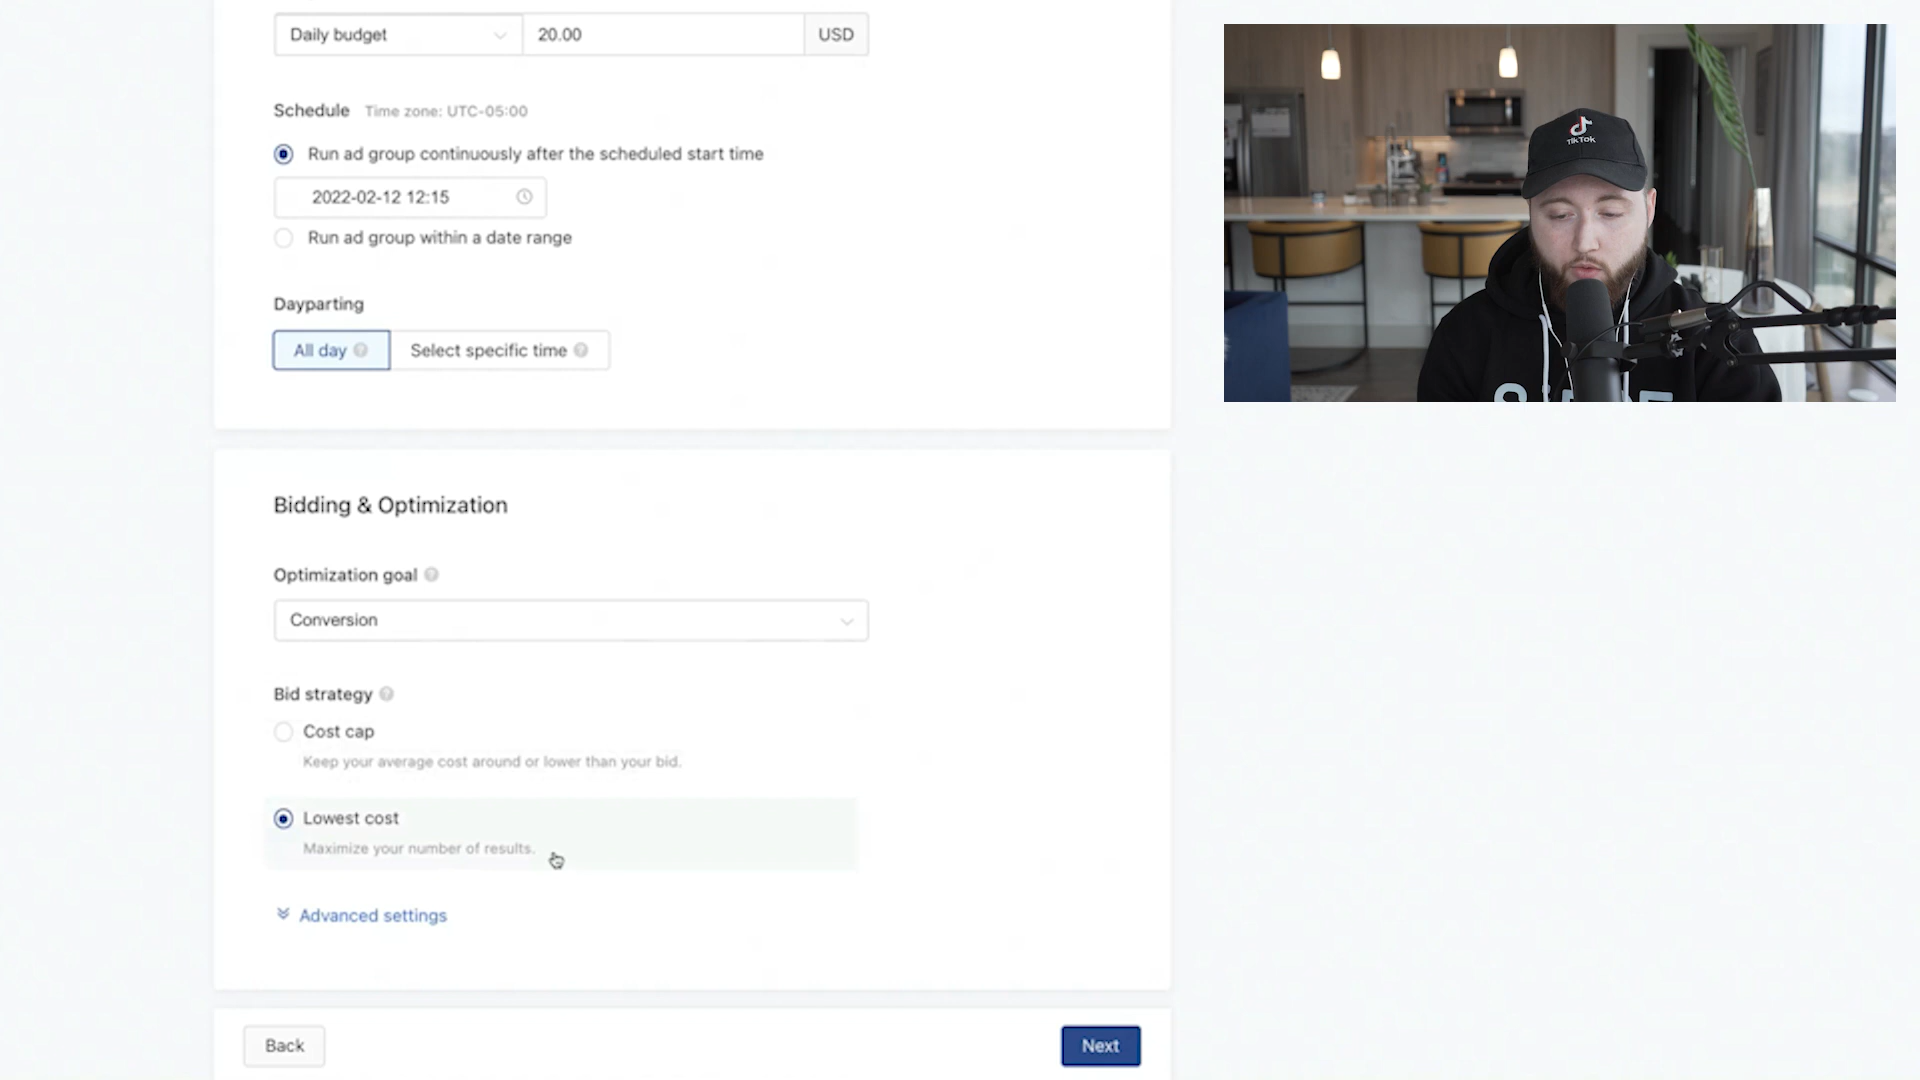 Daily budget 20.00 USD
Schedule Time zone: UTC-05:00
Run ad group continuously after the scheduled start time
2022-02-12 12:15
Run ad group within a date range
Dayparting
All day Select specific time
Bidding & Optimization
Optimization goal
Conversion
Bid strategy
Cost cap
Keep your average cost around or lower than your bid.
Lowest cost
Maximize your number of results.
Advanced settings
Back Next
TikTok